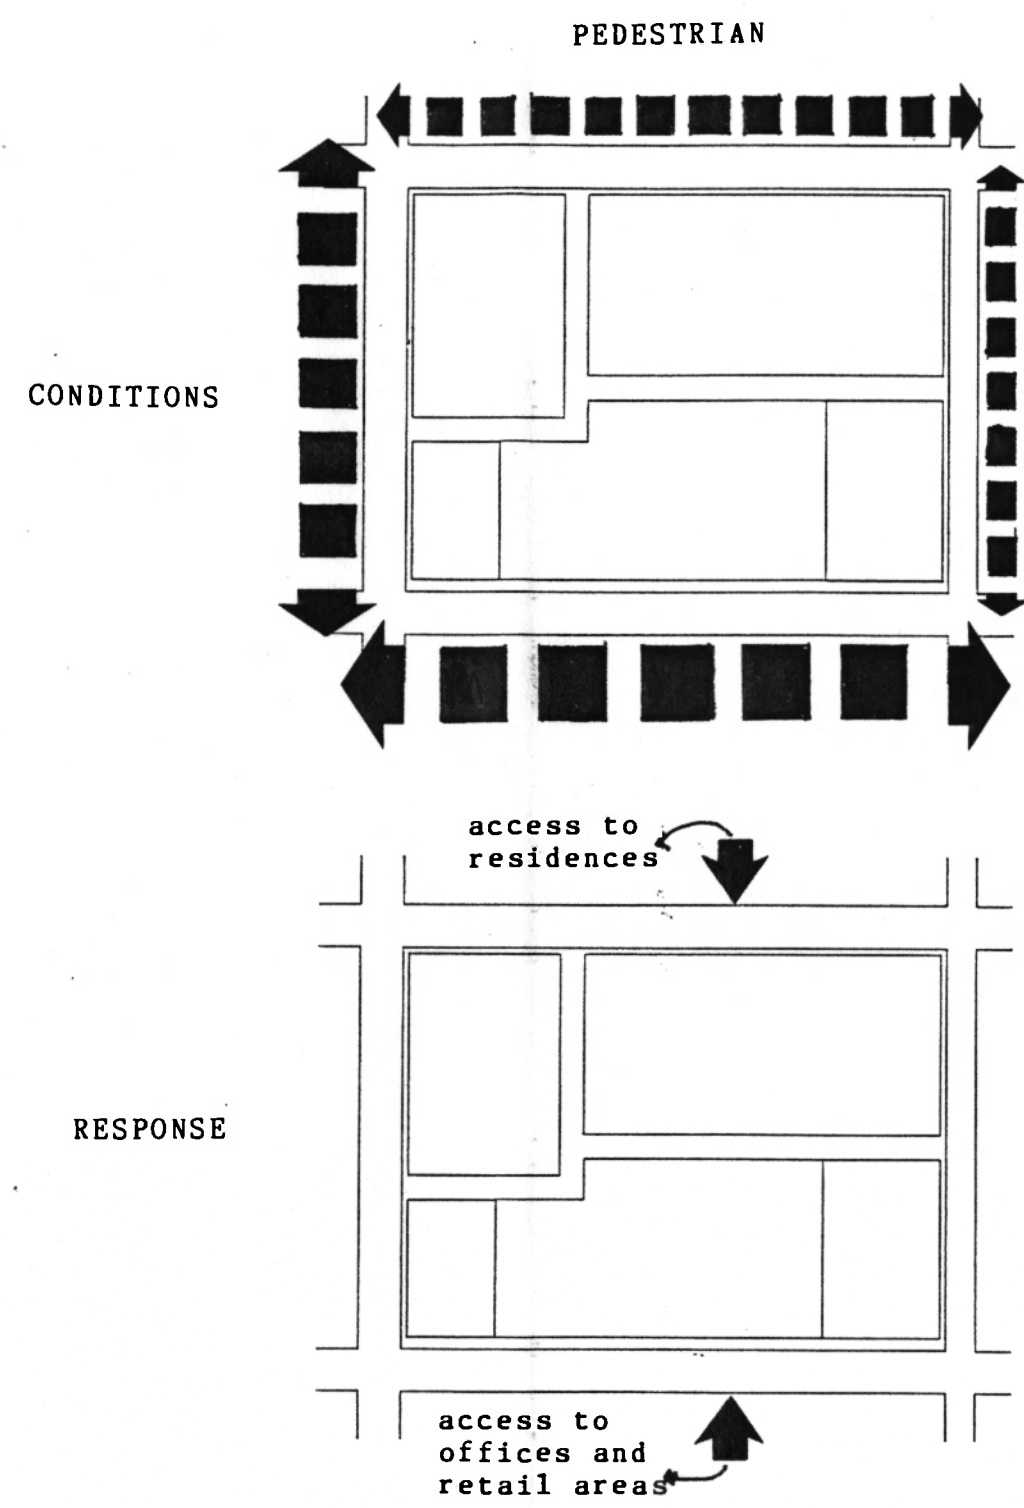 PEDESTRIAN
CONDITIONS
access to
residences
RESPONSE
access to
offices and
retail areas